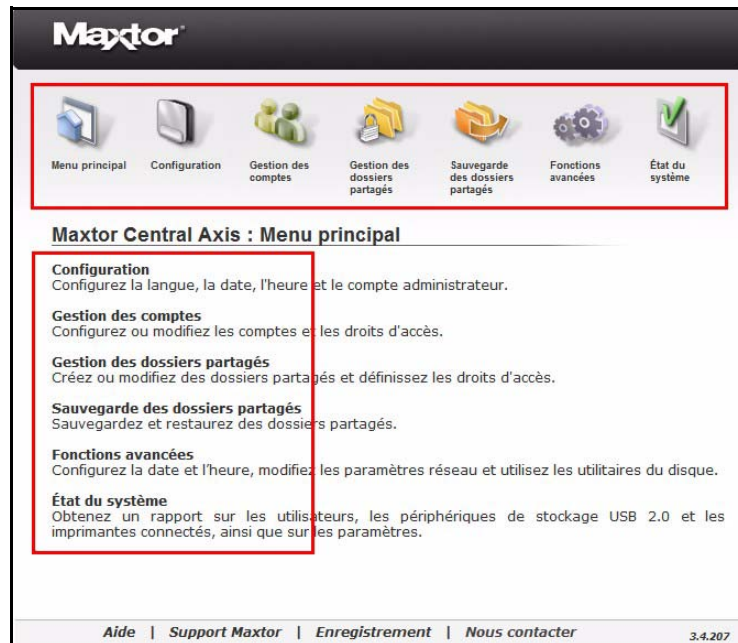 Maxtor
Menu principal
Configuration
Gestion des
comptes
Gestion des
dossiers
partagés
Sauvegarde
des dossiers
partagés
Fonctions
avancées
État du
système
Maxtor Central Axis : Menu principal
Configuration
Configurez la langue, la date, l'heure et le compte administrateur.
Gestion des comptes
Configurez ou modifiez les comptes et les droits d'accès.
Gestion des dossiers partagés
Créez ou modifiez des dossiers partagés et définissez les droits d'accès.
Sauvegarde des dossiers partagés
Sauvegardez et restaurez des dossiers partagés.
Fonctions avancées
Configurez la date et l'heure, modifiez les paramètres réseau et utilisez les utilitaires du disque.
État du système
Obtenez un rapport sur les utilisateurs, les périphériques de stockage USB 2.0 et les
imprimantes connectés, ainsi que sur les paramètres.
Aide | Support Maxtor | Enregistrement | Nous contacter
3.4.207